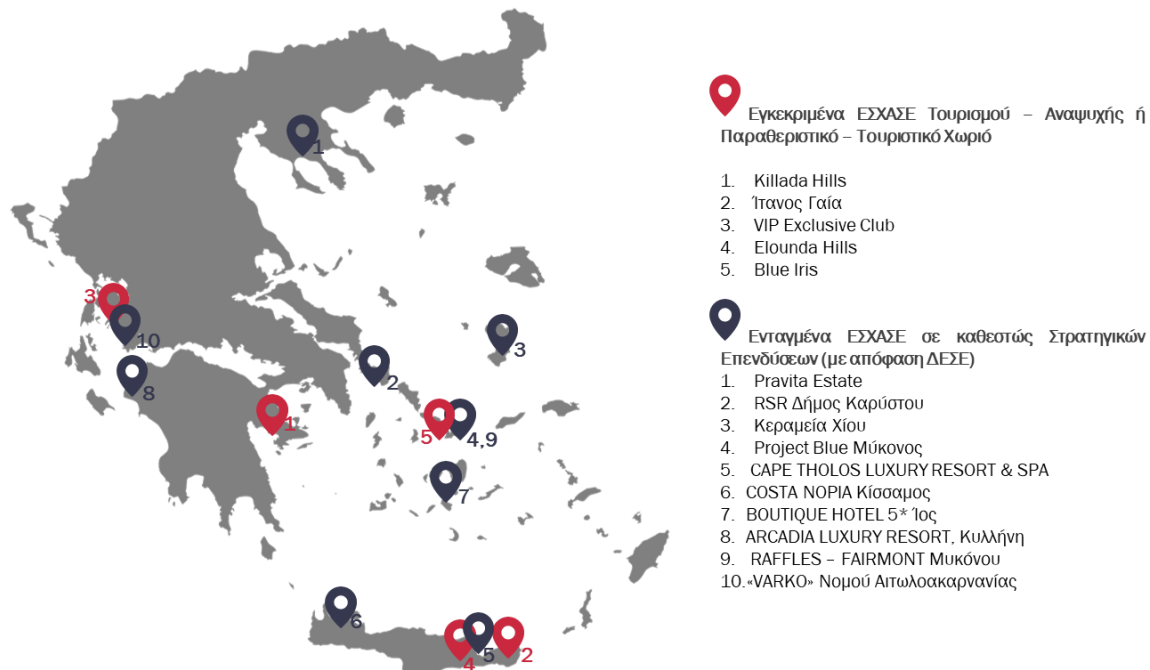 Εγκεκριμένα ΕΣΧΑΣΕ Τουρισμού – Αναψυχής ή
Παραθεριστικό – Τουριστικό Χωριό
1. Killada Hills
2. Ίτανος Γαία
3. VIP Exclusive Club
4. Elounda Hills
5. Blue Iris
Ενταγμένα ΕΣΧΑΣΕ σε καθεστώς Στρατηγικών
Επενδύσεων (με απόφαση ΔΕΣΕ)
1. Pravita Estate
2. RSR Δήμος Καρύστου
3. Κεραμεία Χίου
4. Project Blue Μύκονος
5. CAPE THOLOS LUXURY RESORT & SPA
6. COSTA NOPIA Κίσσαμος
7. BOUTIQUE HOTEL 5* Ίος
8. ARCADIA LUXURY RESORT, Κυλλήνη
9. RAFFLES – FAIRMONT Μυκόνου
10.«VARKO» Νομού Αιτωλοακαρνανίας
1
3
10
3
2
8
1
5
4,9
7
6
4
5
2